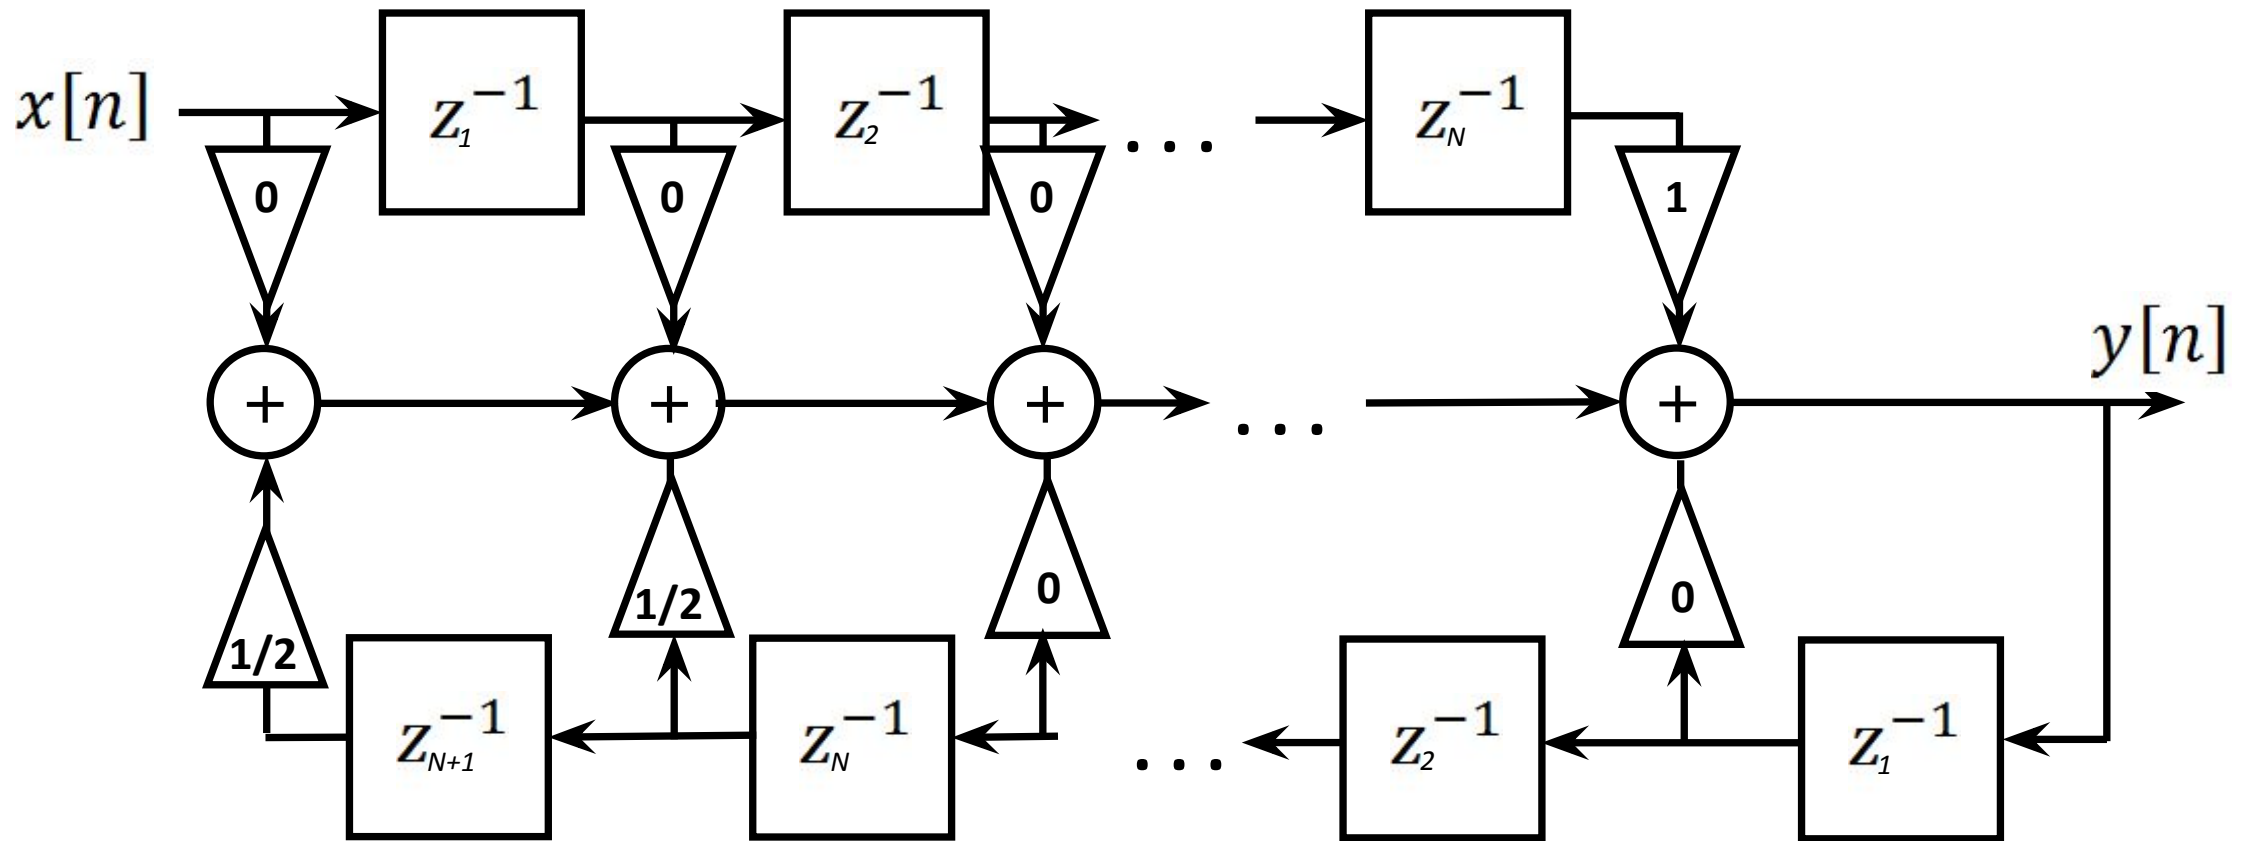 x[n] z₁⁻¹ z₂⁻¹ . . . z_N⁻¹
0 0 0 1
+ + + . . . + y[n]
1/2 1/2 0 0
z_{N+1}⁻¹ z_N⁻¹ . . . z₂⁻¹ z₁⁻¹